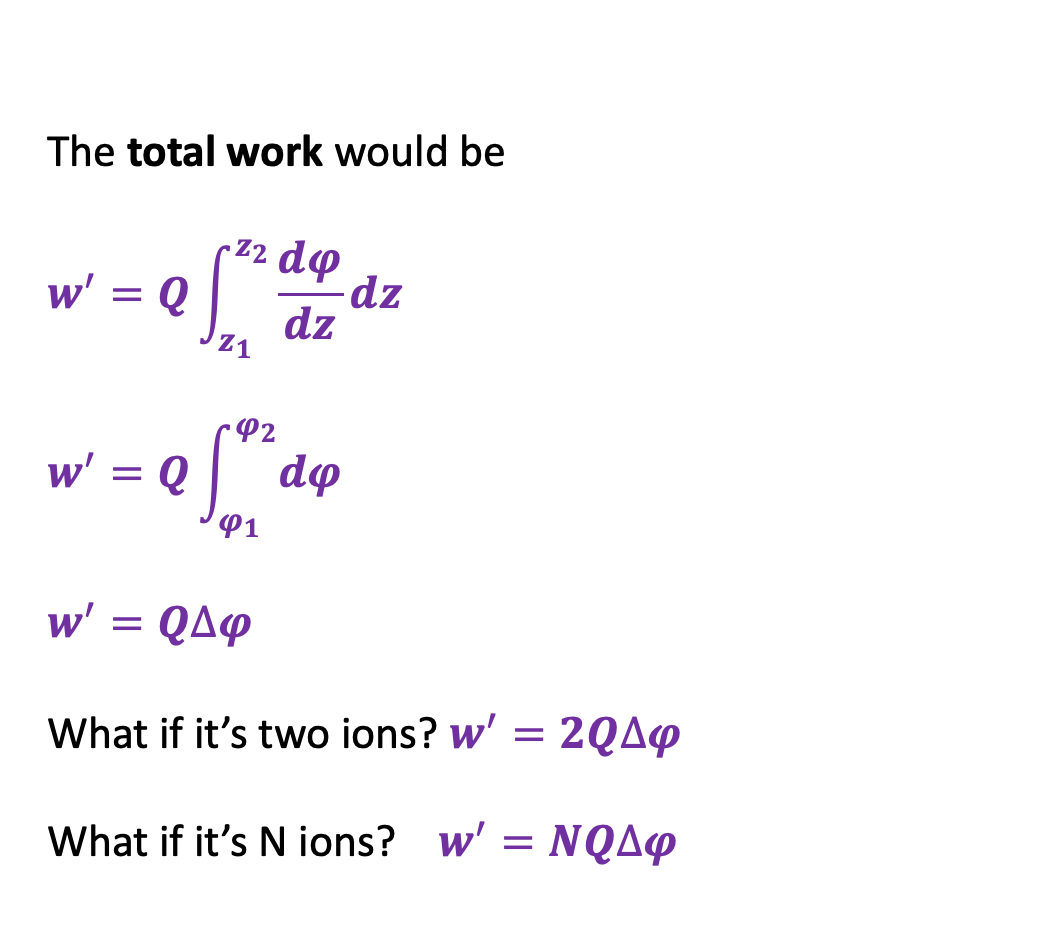 The total work would be
w′ = Q ∫_{z1}^{z2} dφ/dz dz
w′ = Q ∫_{φ1}^{φ2} dφ
w′ = QΔφ
What if it’s two ions? w′ = 2QΔφ
What if it’s N ions? w′ = NQΔφ